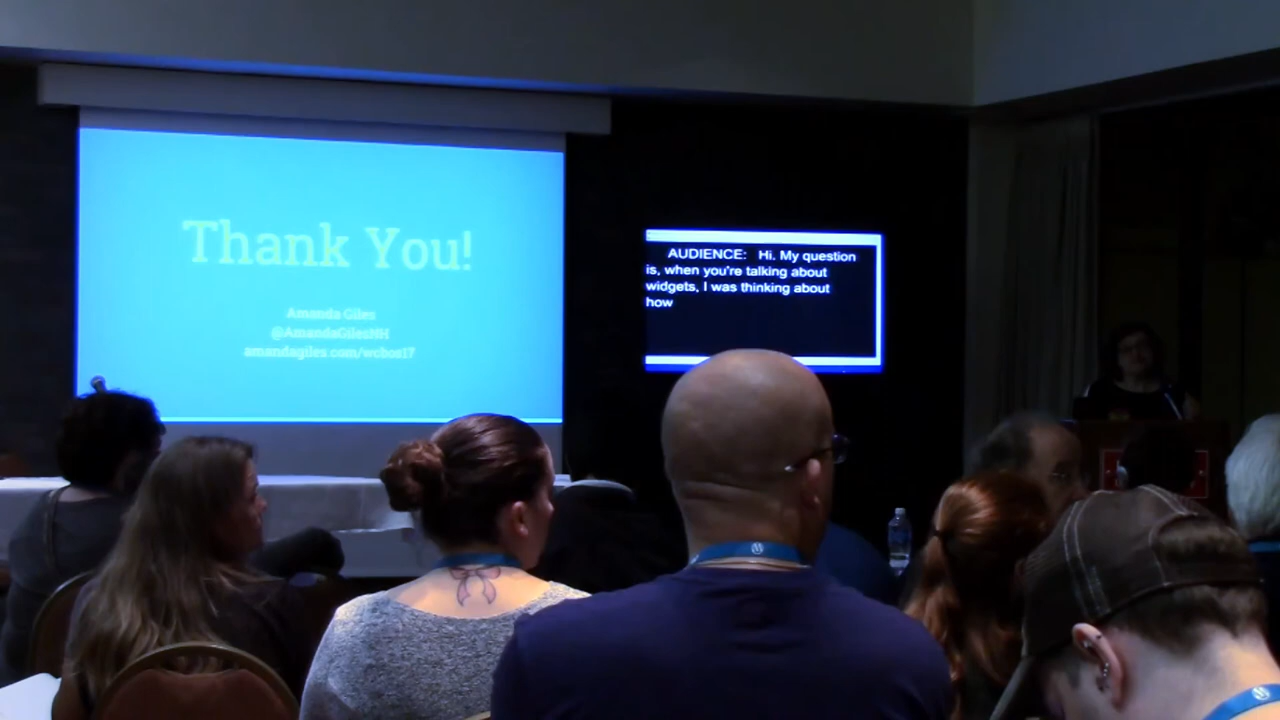 Thank You!
Amanda Giles
@AmandaGilesNH
amandagiles.com/wcbos17
AUDIENCE: Hi. My question
is, when you're talking about
widgets, I was thinking about
how